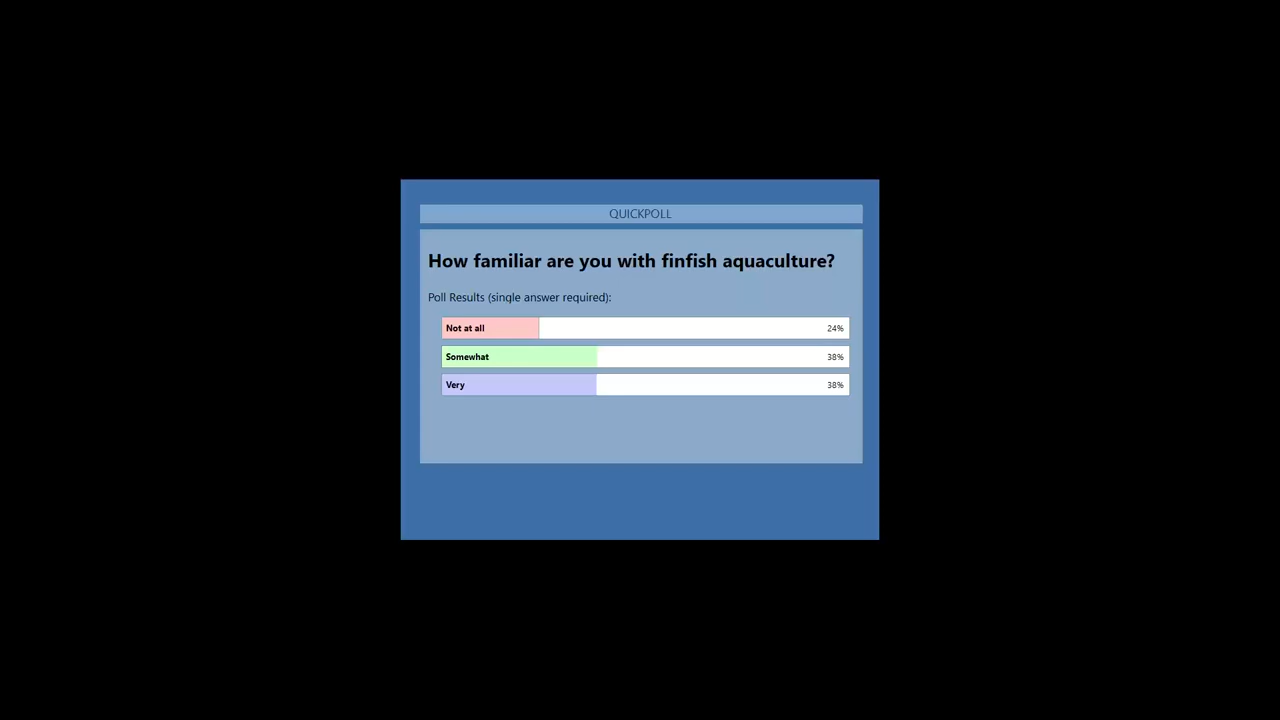 QUICKPOLL
How familiar are you with finfish aquaculture?
Poll Results (single answer required):
Not at all 24%
Somewhat 38%
Very 38%